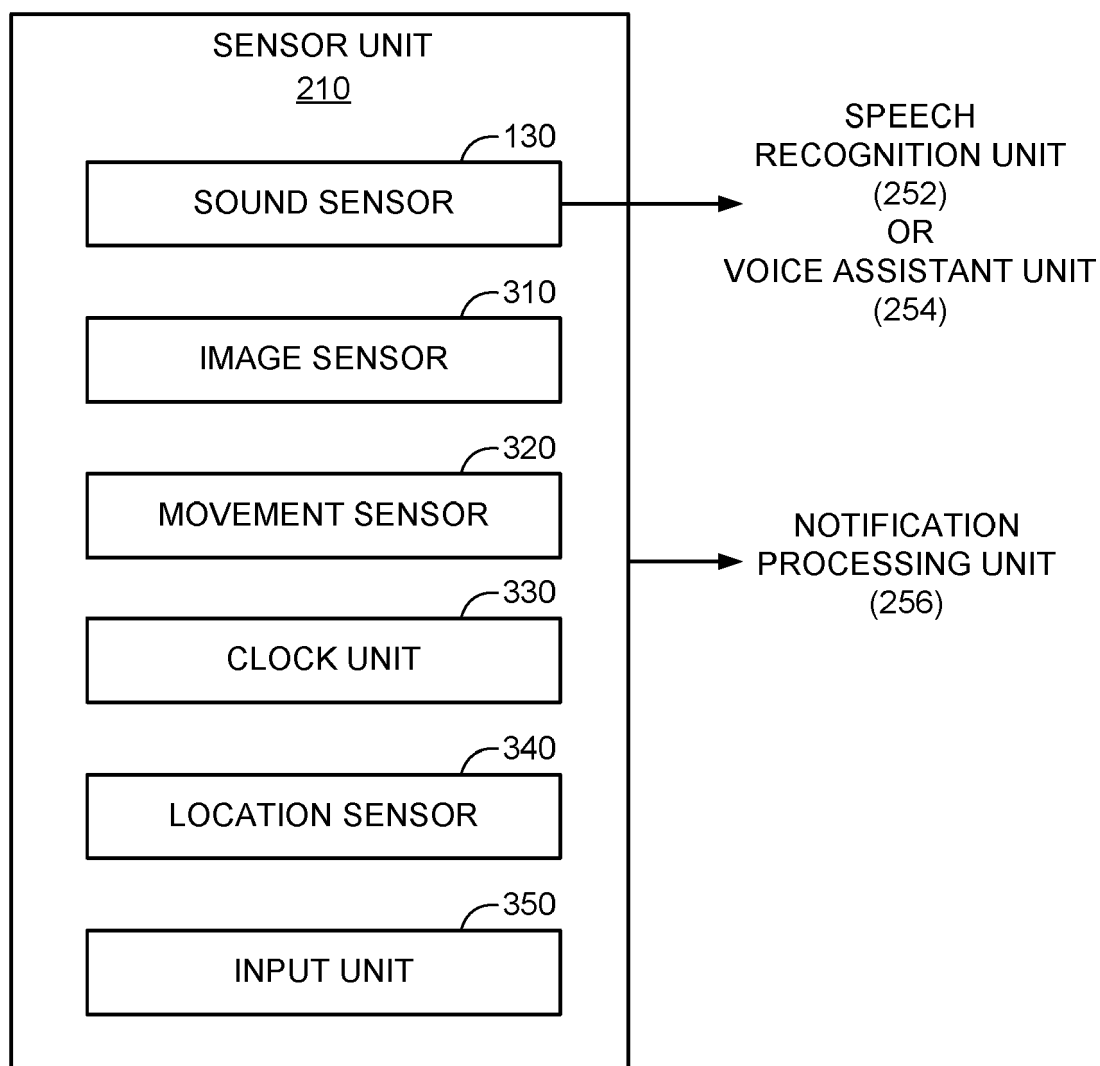 SENSOR UNIT
210
130
SOUND SENSOR
310
IMAGE SENSOR
320
MOVEMENT SENSOR
330
CLOCK UNIT
340
LOCATION SENSOR
350
INPUT UNIT
SPEECH
RECOGNITION UNIT
(252)
OR
VOICE ASSISTANT UNIT
(254)
NOTIFICATION
PROCESSING UNIT
(256)